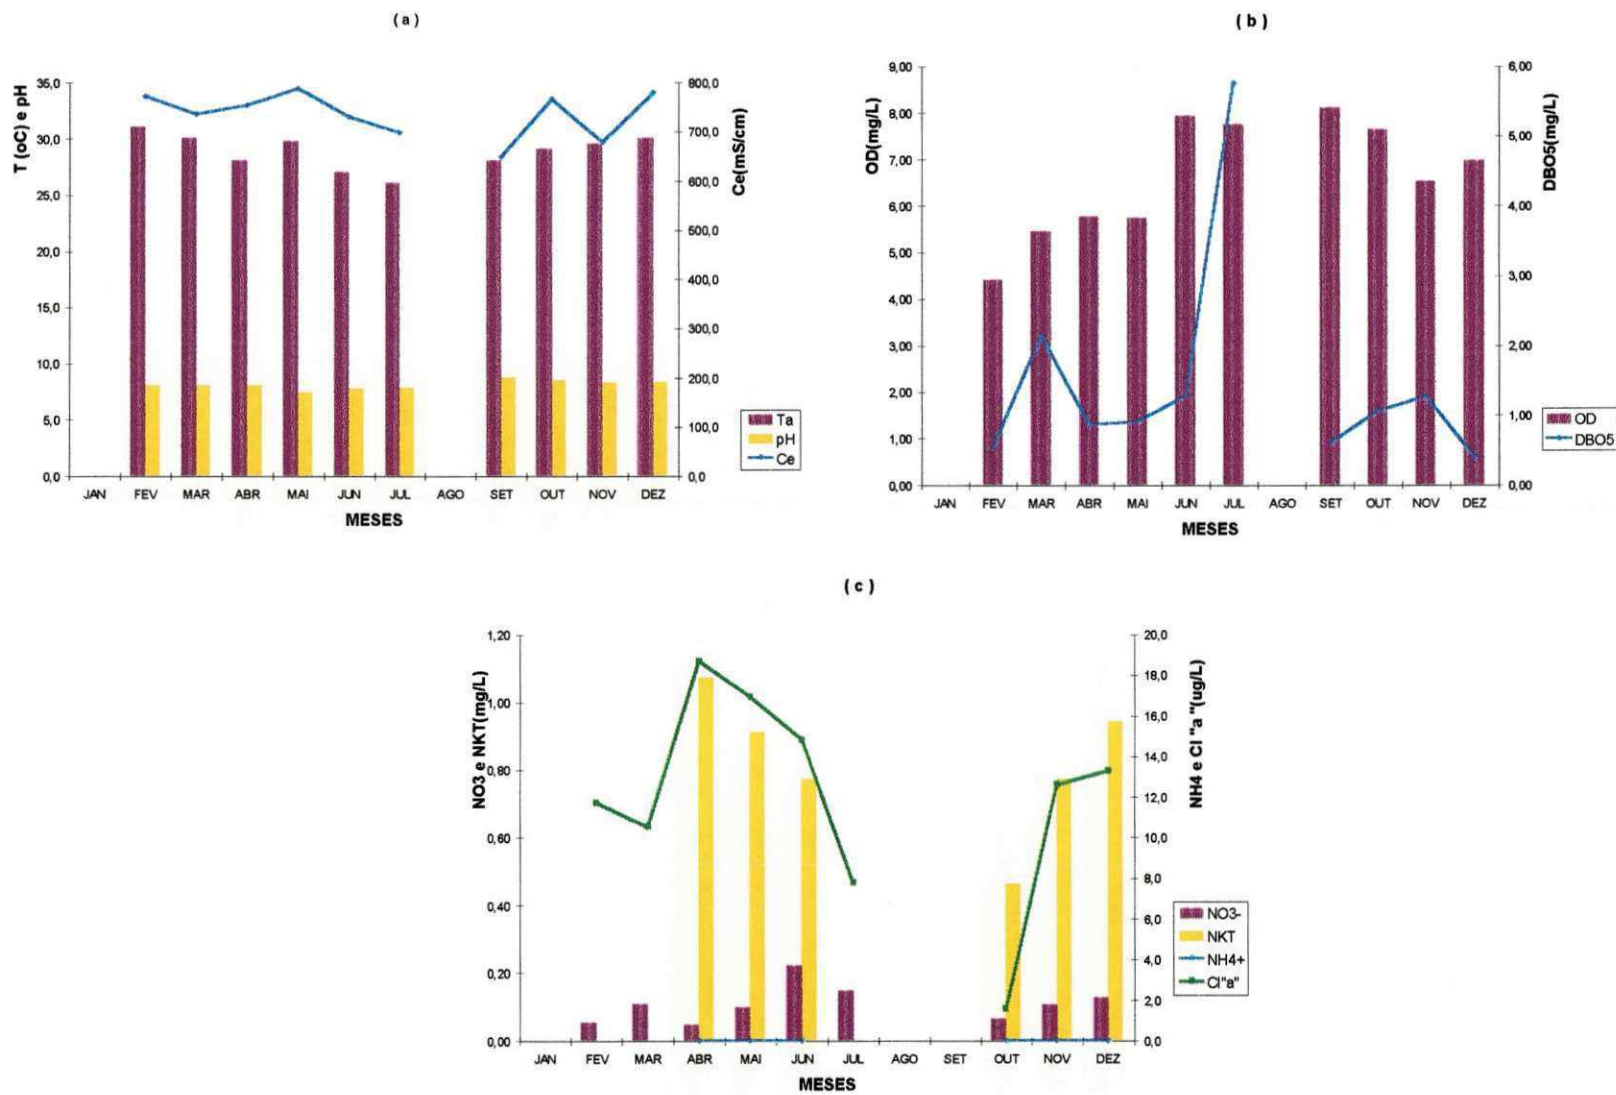 ( a )
T (oC) e pH
35,0
30,0
25,0
20,0
15,0
10,0
5,0
0,0
800,0
700,0
600,0
500,0
400,0
300,0
200,0
100,0
0,0
Ce(mS/cm)
JAN FEV MAR ABR MAI JUN JUL AGO SET OUT NOV DEZ
MESES
Ta
pH
Ce
( b )
OD(mg/L)
9,00
8,00
7,00
6,00
5,00
4,00
3,00
2,00
1,00
0,00
6,00
5,00
4,00
3,00
2,00
1,00
0,00
DBO5(mg/L)
JAN FEV MAR ABR MAI JUN JUL AGO SET OUT NOV DEZ
MESES
OD
DBO5
( c )
NO3 e NKT(mg/L)
1,20
1,00
0,80
0,60
0,40
0,20
0,00
20,0
18,0
16,0
14,0
12,0
10,0
8,0
6,0
4,0
2,0
0,0
NH4 e Cl "a "(ug/L)
JAN FEV MAR ABR MAI JUN JUL AGO SET OUT NOV DEZ
MESES
NO3-
NKT
NH4+
Cl"a"